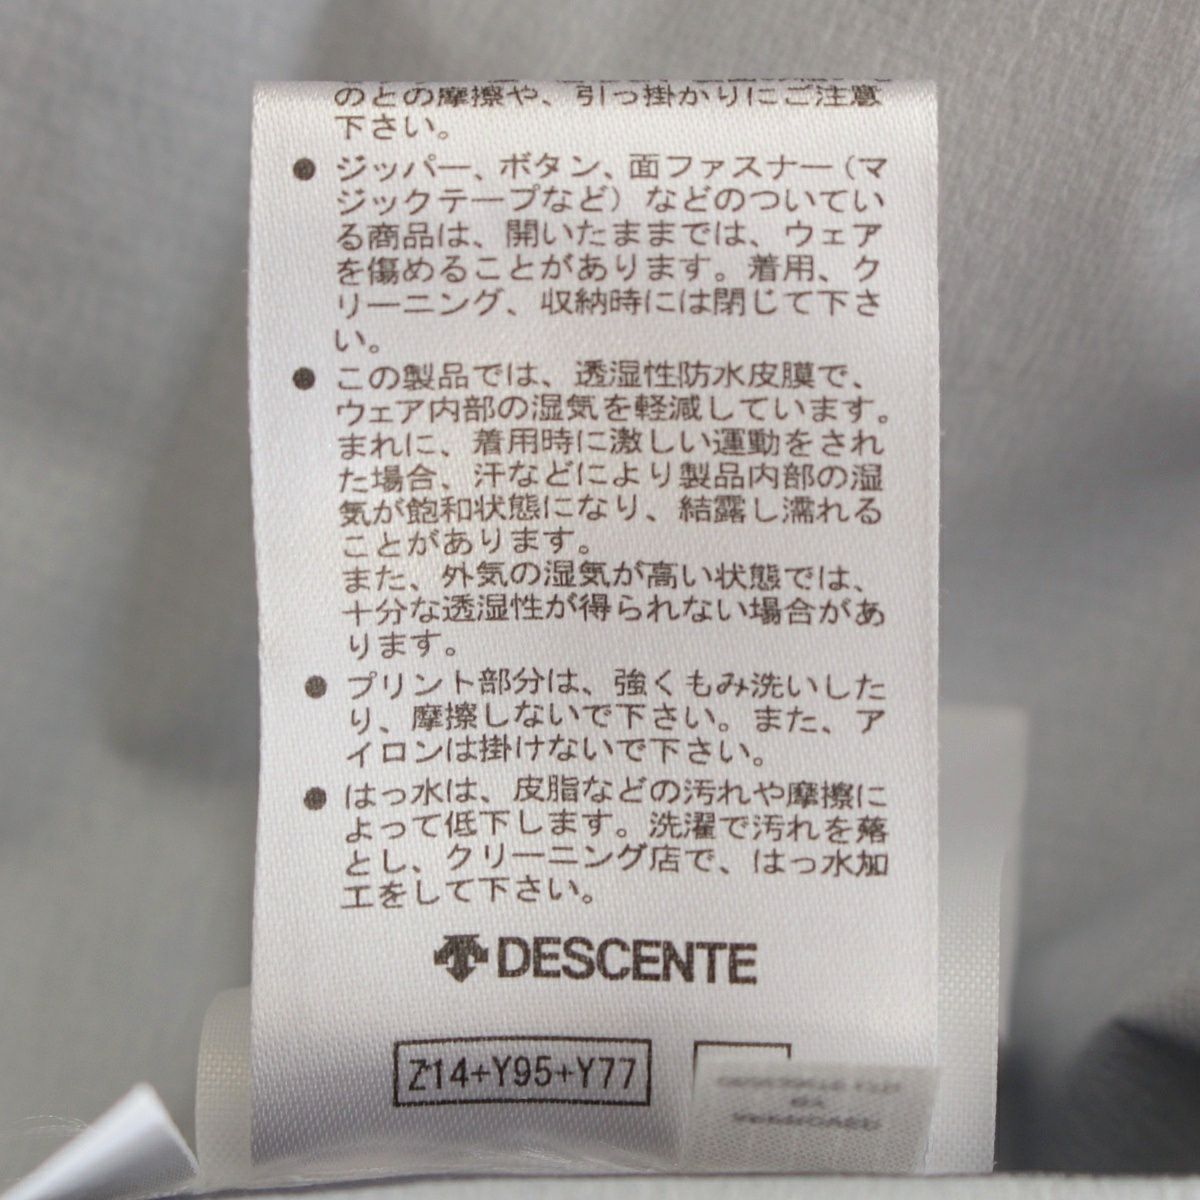 のとの摩擦や、引っ掛かりにご注意
下さい。
● ジッパー、ボタン、面ファスナー(マ
ジックテープなど)などのついてい
る商品は、開いたままでは、ウェア
を傷めることがあります。着用、ク
リーニング、収納時には閉じて下さ
い。
● この製品では、透湿性防水皮膜で、
ウェア内部の湿気を軽減しています。
まれに、着用時に激しい運動をされ
た場合、汗などにより製品内部の湿
気が飽和状態になり、結露し濡れる
ことがあります。
また、外気の湿気が高い状態では、
十分な透湿性が得られない場合があ
ります。
● プリント部分は、強くもみ洗いした
り、摩擦しないで下さい。また、ア
イロンは掛けないで下さい。
● はっ水は、皮脂などの汚れや摩擦に
よって低下します。洗濯で汚れを落
とし、クリーニング店で、はっ水加
工をして下さい。
DESCENTE
Z14+Y95+Y77